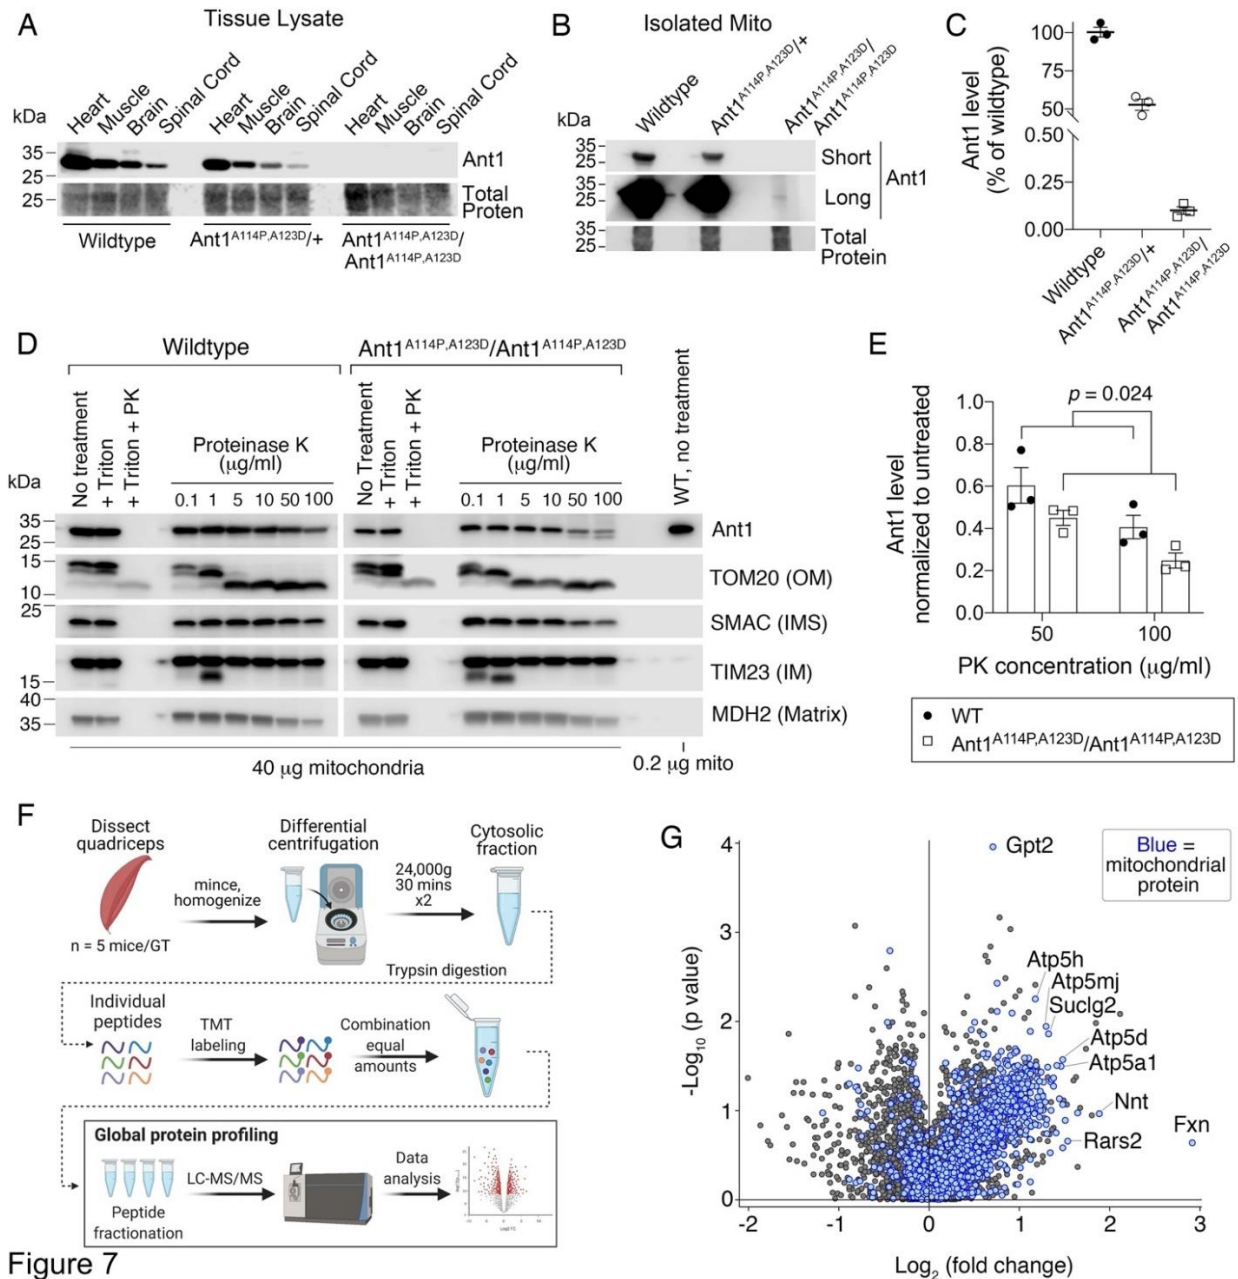 A
Tissue Lysate
kDa
Heart
Muscle
Brain
Spinal Cord
Heart
Muscle
Brain
Spinal Cord
Heart
Muscle
Brain
Spinal Cord
35
25
Ant1
25
Total
Proten
Wildtype
Ant1A114P,A123D/+
Ant1A114P,A123D/
Ant1A114P,A123D
B
Isolated Mito
kDa
Wildtype
Ant1A114P,A123D/+
Ant1A114P,A123D/
Ant1A114P,A123D
35
25
Short
35
25
Long
Ant1
35
25
Total
Protein
C
Ant1 level
(% of wildtype)
100
75
50
0.50
0.25
0.00
Wildtype
Ant1A114P,A123D/+
Ant1A114P,A123D/
Ant1A114P,A123D
D
Wildtype
Ant1A114P,A123D/Ant1A114P,A123D
No treatment
+ Triton
+ Triton + PK
Proteinase K
(μg/ml)
0.1 1 5 10 50 100
No Treatment
+ Triton
+ Triton + PK
Proteinase K
(μg/ml)
0.1 1 5 10 50 100
WT, no treatment
kDa
35
25
Ant1
15
10
TOM20 (OM)
25
SMAC (IMS)
15
TIM23 (IM)
40
35
MDH2 (Matrix)
40 μg mitochondria
0.2 μg mito
E
Ant1 level
normalized to untreated
1.0
0.8
0.6
0.4
0.2
0.0
p = 0.024
50 100
PK concentration (μg/ml)
WT
Ant1A114P,A123D/Ant1A114P,A123D
F
Dissect
quadriceps
n = 5 mice/GT
mince,
homogenize
Differential
centrifugation
24,000g
30 mins
x2
Cytosolic
fraction
Trypsin digestion
Individual
peptides
TMT
labeling
Combination
equal
amounts
Global protein profiling
Peptide
fractionation
LC-MS/MS
Data
analysis
G
-Log10 (p value)
4
3
2
1
0
Gpt2
Blue =
mitochondrial
protein
Atp5h
Atp5mj
Suclg2
Atp5d
Atp5a1
Nnt
Fxn
Rars2
-2 -1 0 1 2 3
Log2 (fold change)
Figure 7